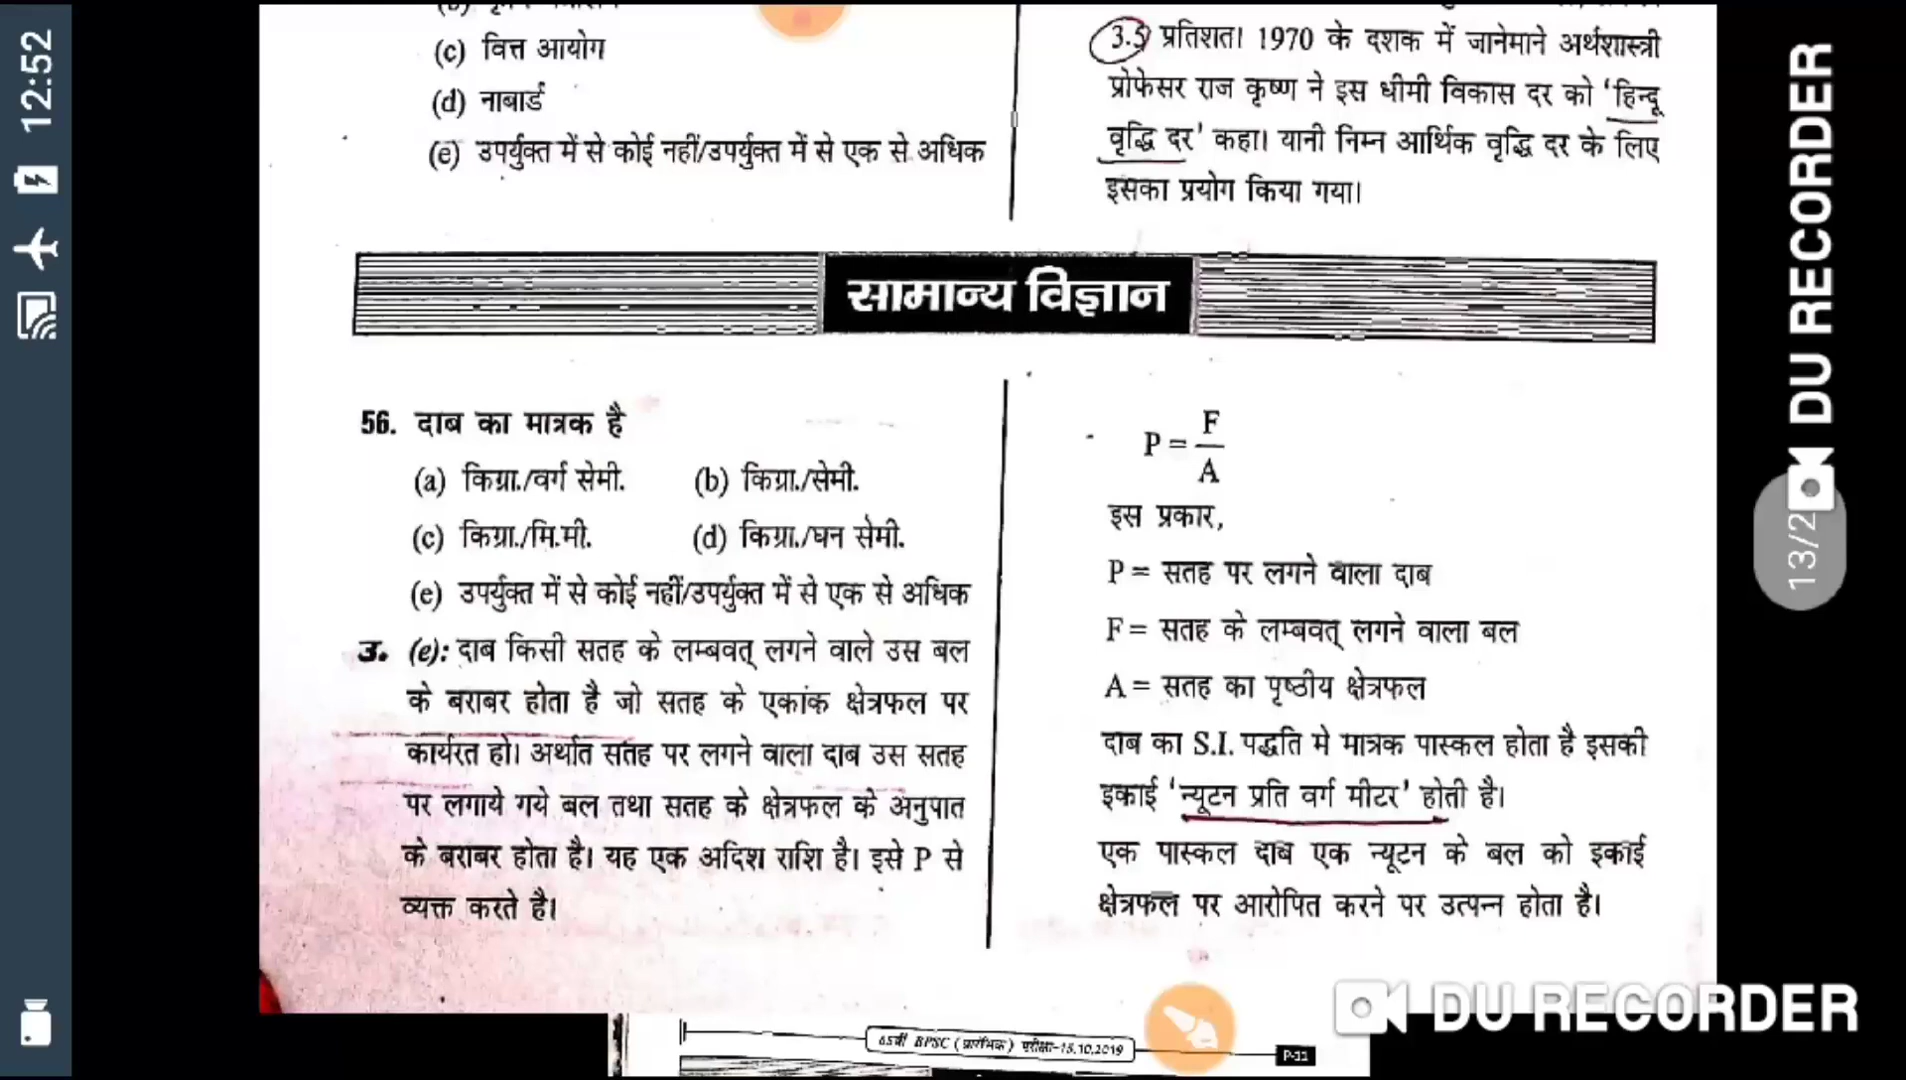 12:52
(c) वित्त आयोग
(d) नाबार्ड
(e) उपर्युक्त में से कोई नहीं/उपर्युक्त में से एक से अधिक
3.5 प्रतिशत। 1970 के दशक में जानेमाने अर्थशास्त्री
प्रोफेसर राज कृष्ण ने इस धीमी विकास दर को 'हिन्दू
वृद्धि दर' कहा। यानी निम्न आर्थिक वृद्धि दर के लिए
इसका प्रयोग किया गया।
सामान्य विज्ञान
56. दाब का मात्रक है
(a) किग्रा./वर्ग सेमी. (b) किग्रा./सेमी.
(c) किग्रा./मि.मी. (d) किग्रा./घन सेमी.
(e) उपर्युक्त में से कोई नहीं/उपर्युक्त में से एक से अधिक
उ. (e): दाब किसी सतह के लम्बवत् लगने वाले उस बल
के बराबर होता है जो सतह के एकांक क्षेत्रफल पर
कार्यरत हो। अर्थात सतह पर लगने वाला दाब उस सतह
पर लगाये गये बल तथा सतह के क्षेत्रफल के अनुपात
के बराबर होता है। यह एक अदिश राशि है। इसे P से
व्यक्त करते है।
P = F
A
इस प्रकार,
P = सतह पर लगने वाला दाब
F = सतह के लम्बवत् लगने वाला बल
A = सतह का पृष्ठीय क्षेत्रफल
दाब का S.I. पद्धति मे मात्रक पास्कल होता है इसकी
इकाई 'न्यूटन प्रति वर्ग मीटर' होती है।
एक पास्कल दाब एक न्यूटन के बल को इकाई
क्षेत्रफल पर आरोपित करने पर उत्पन्न होता है।
65वीं BPSC (प्रारंभिक) परीक्षा-15.10.2019
P-11
DU RECORDER
13/2
DU RECORDER